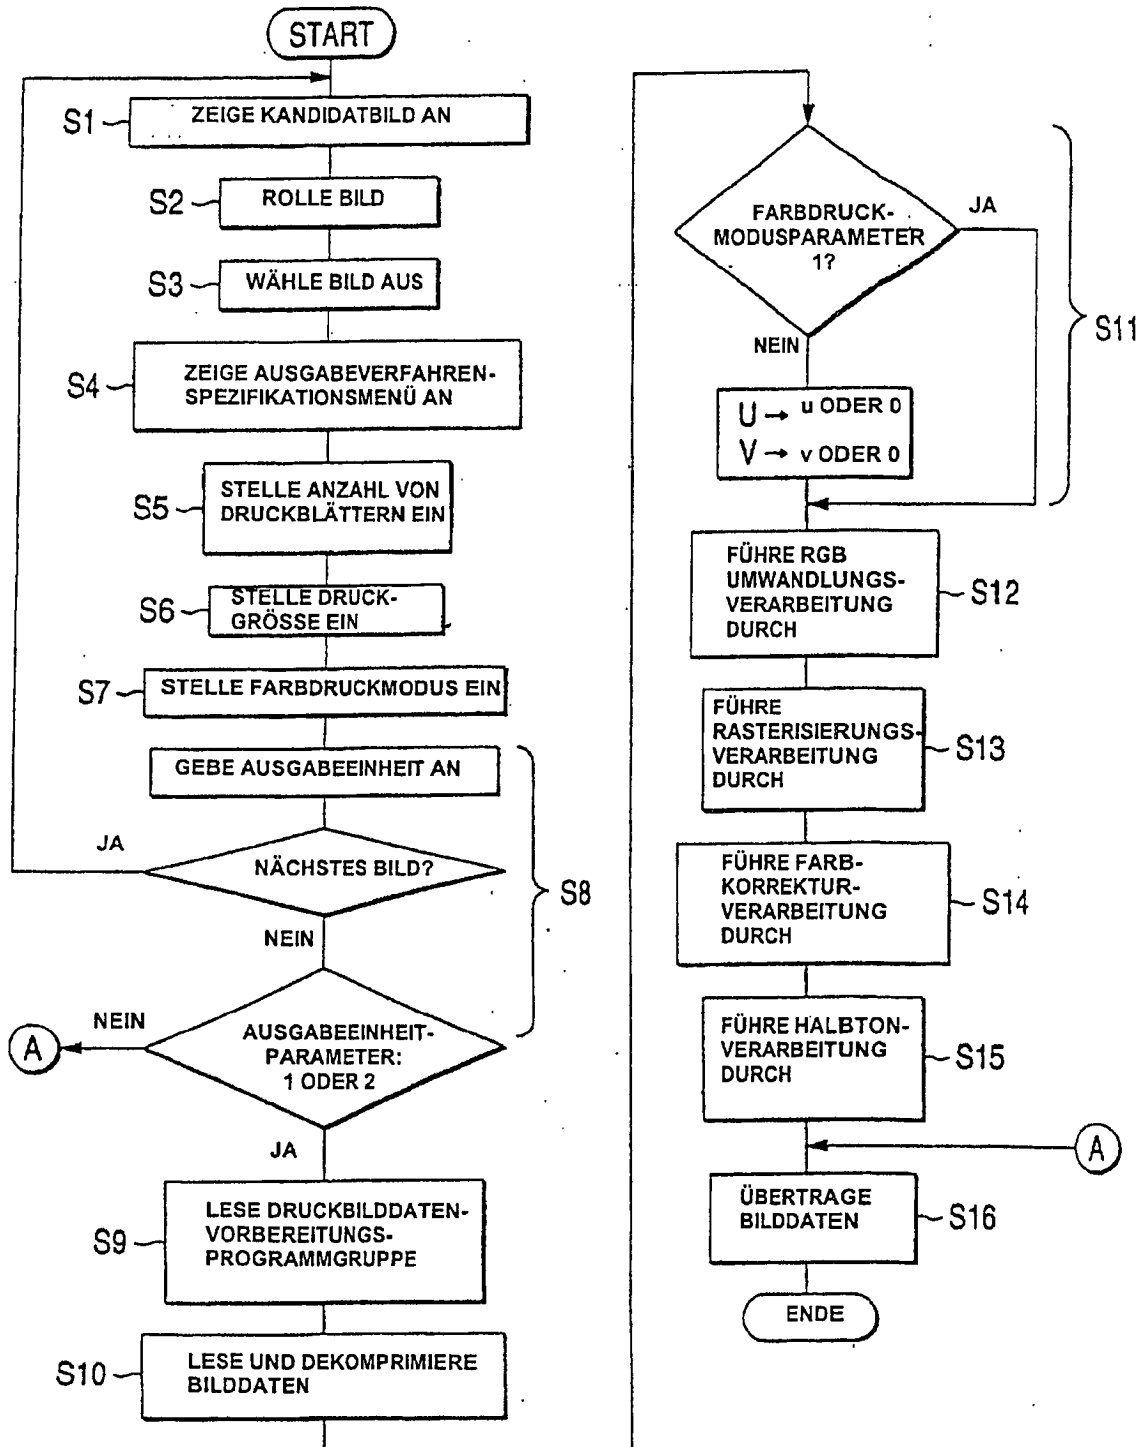 START
S1
ZEIGE KANDIDATBILD AN
S2
ROLLE BILD
S3
WÄHLE BILD AUS
S4
ZEIGE AUSGABEVERFAHREN-
SPEZIFIKATIONSMENÜ AN
S5
STELLE ANZAHL VON
DRUCKBLÄTTERN EIN
S6
STELLE DRUCK-
GRÖSSE EIN
S7
STELLE FARBDRUCKMODUS EIN
GEBE AUSGABEEINHEIT AN
JA
NÄCHSTES BILD?
S8
NEIN
NEIN
A
AUSGABEEINHEIT-
PARAMETER:
1 ODER 2
JA
S9
LESE DRUCKBILDDATEN-
VORBEREITUNGS-
PROGRAMMGRUPPE
S10
LESE UND DEKOMPRIMIERE
BILDDATEN
FARBDRUCK-
MODUSPARAMETER
1?
JA
S11
NEIN
U → u ODER 0
V → v ODER 0
FÜHRE RGB
UMWANDLUNGS-
VERARBEITUNG
DURCH
S12
FÜHRE
RASTERISIERUNGS-
VERARBEITUNG
DURCH
S13
FÜHRE FARB-
KORREKTUR-
VERARBEITUNG
DURCH
S14
FÜHRE HALBTON-
VERARBEITUNG
DURCH
S15
A
ÜBERTRAGE
BILDDATEN
S16
ENDE